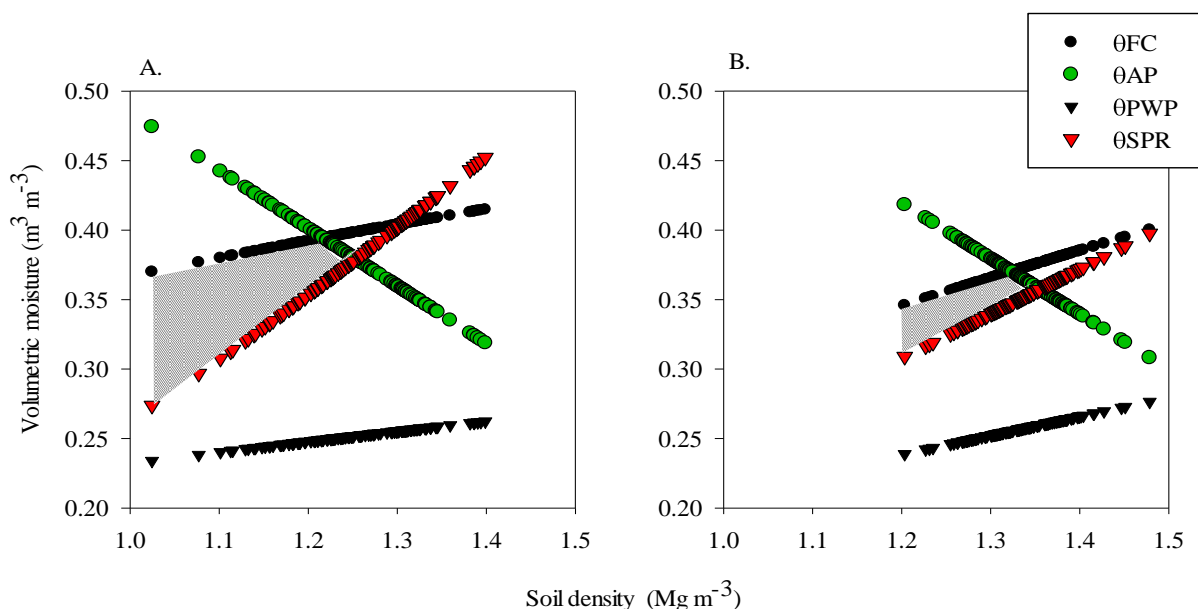 A.
0.50
0.45
0.40
0.35
0.30
0.25
0.20
1.0 1.1 1.2 1.3 1.4 1.5
Volumetric moisture (m³ m⁻³)
B.
0.50
0.45
0.40
0.35
0.30
0.25
0.20
1.0 1.1 1.2 1.3 1.4 1.5
θFC
θAP
θPWP
θSPR
Soil density (Mg m⁻³)